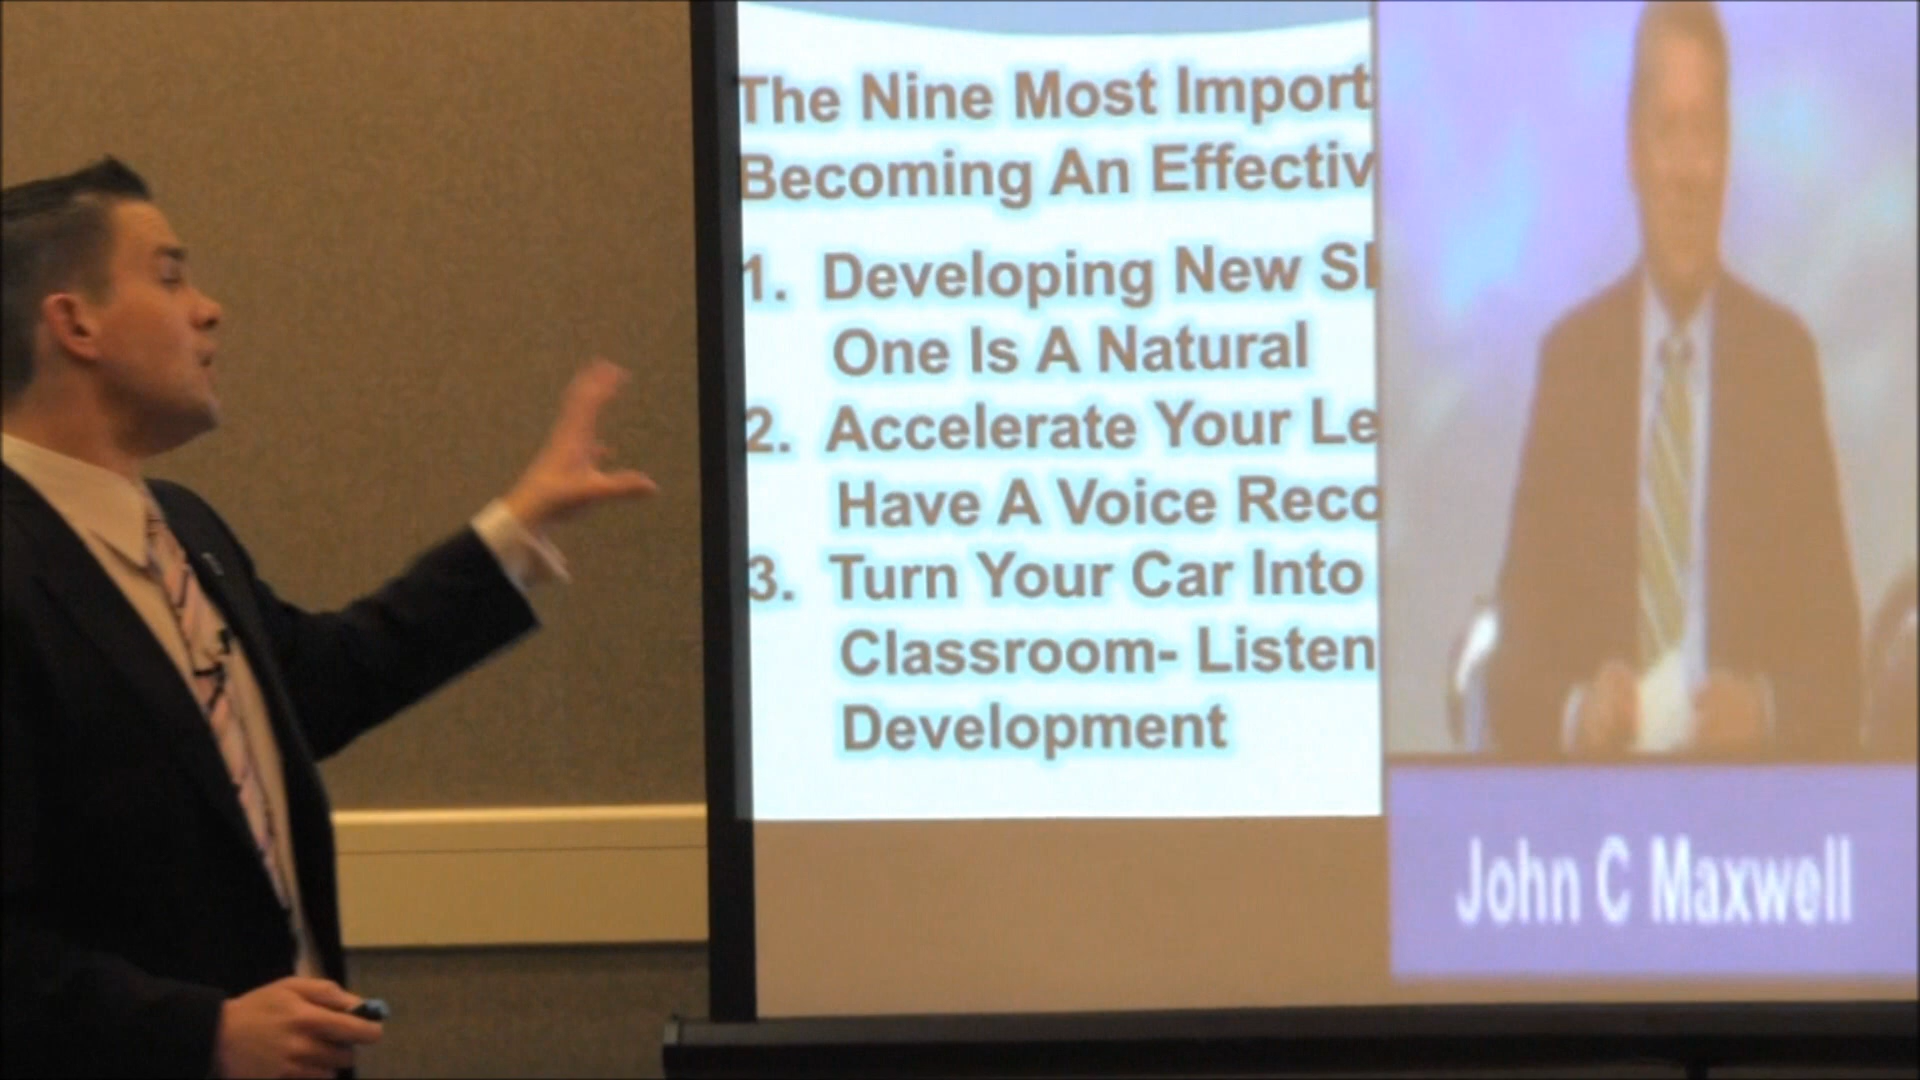 The Nine Most Import
Becoming An Effectiv
1. Developing New Sk
One Is A Natural
2. Accelerate Your Le
Have A Voice Reco
3. Turn Your Car Into
Classroom- Listen
Development
John C Maxwell